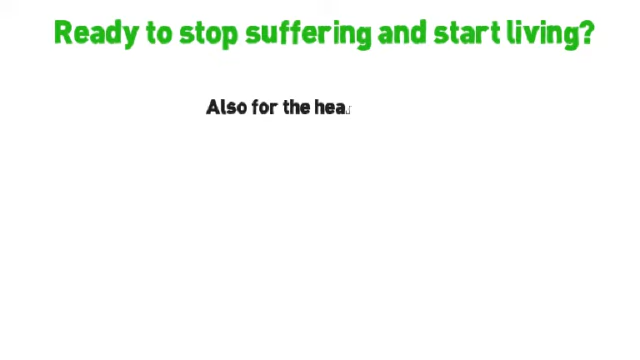 Ready to stop suffering and start living?
Also for the hea